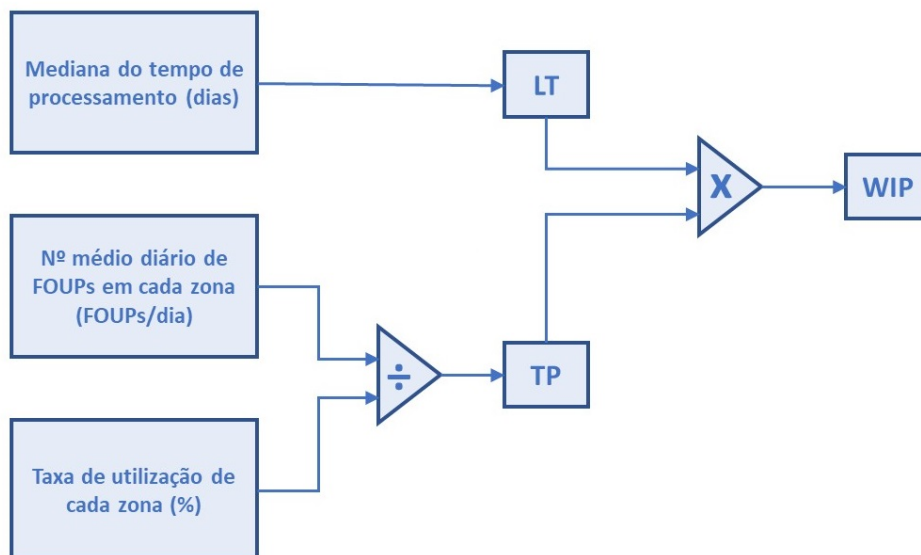 Mediana do tempo de
processamento (dias)
LT
X
WIP
Nº médio diário de
FOUPs em cada zona
(FOUPs/dia)
÷
TP
Taxa de utilização de
cada zona (%)